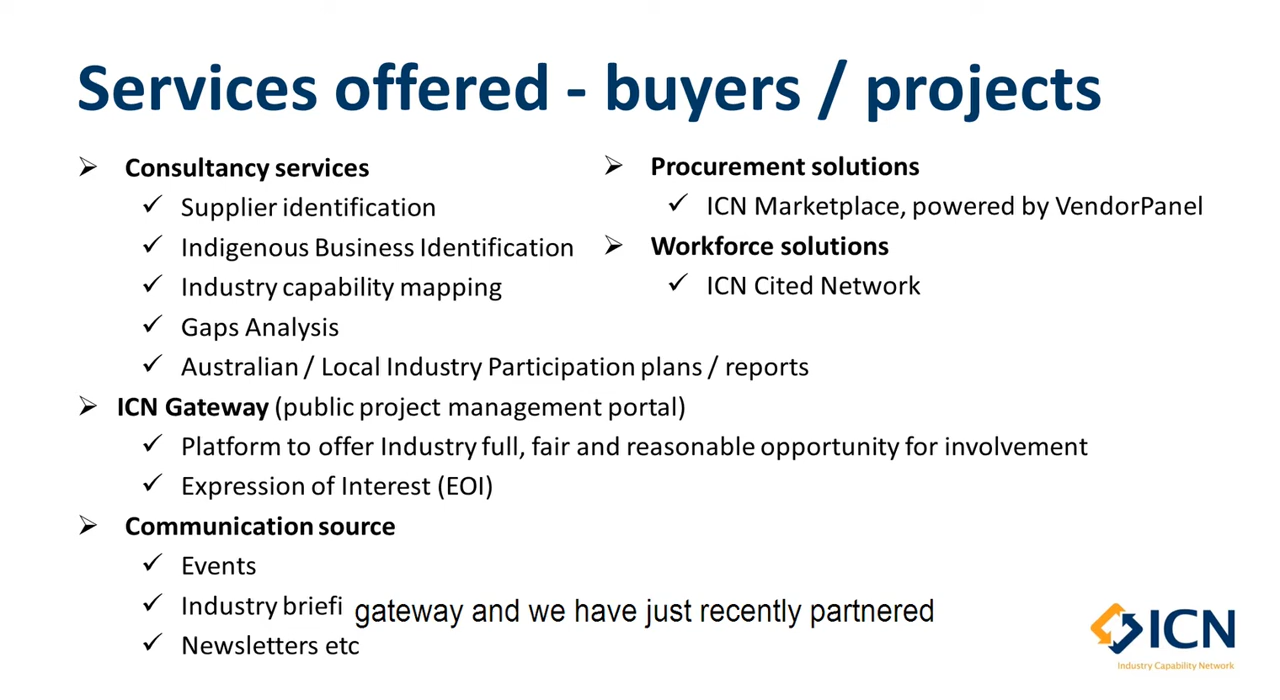 Services offered - buyers / projects
Consultancy services
Supplier identification
Indigenous Business Identification
Industry capability mapping
Gaps Analysis
Australian / Local Industry Participation plans / reports
ICN Gateway (public project management portal)
Platform to offer Industry full, fair and reasonable opportunity for involvement
Expression of Interest (EOI)
Communication source
Events
Industry briefi
Newsletters etc
Procurement solutions
ICN Marketplace, powered by VendorPanel
Workforce solutions
ICN Cited Network
gateway and we have just recently partnered
ICN
Industry Capability Network